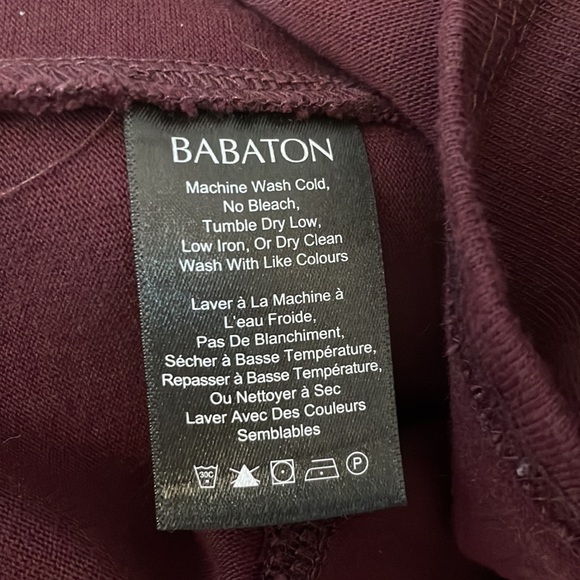 BABATON
Machine Wash Cold,
No Bleach,
Tumble Dry Low,
Low Iron, Or Dry Clean
Wash With Like Colours
Laver à La Machine à
L'eau Froide,
Pas De Blanchiment,
Sécher à Basse Température,
Repasser à Basse Température,
Ou Nettoyer à Sec
Laver Avec Des Couleurs
Semblables
30C P